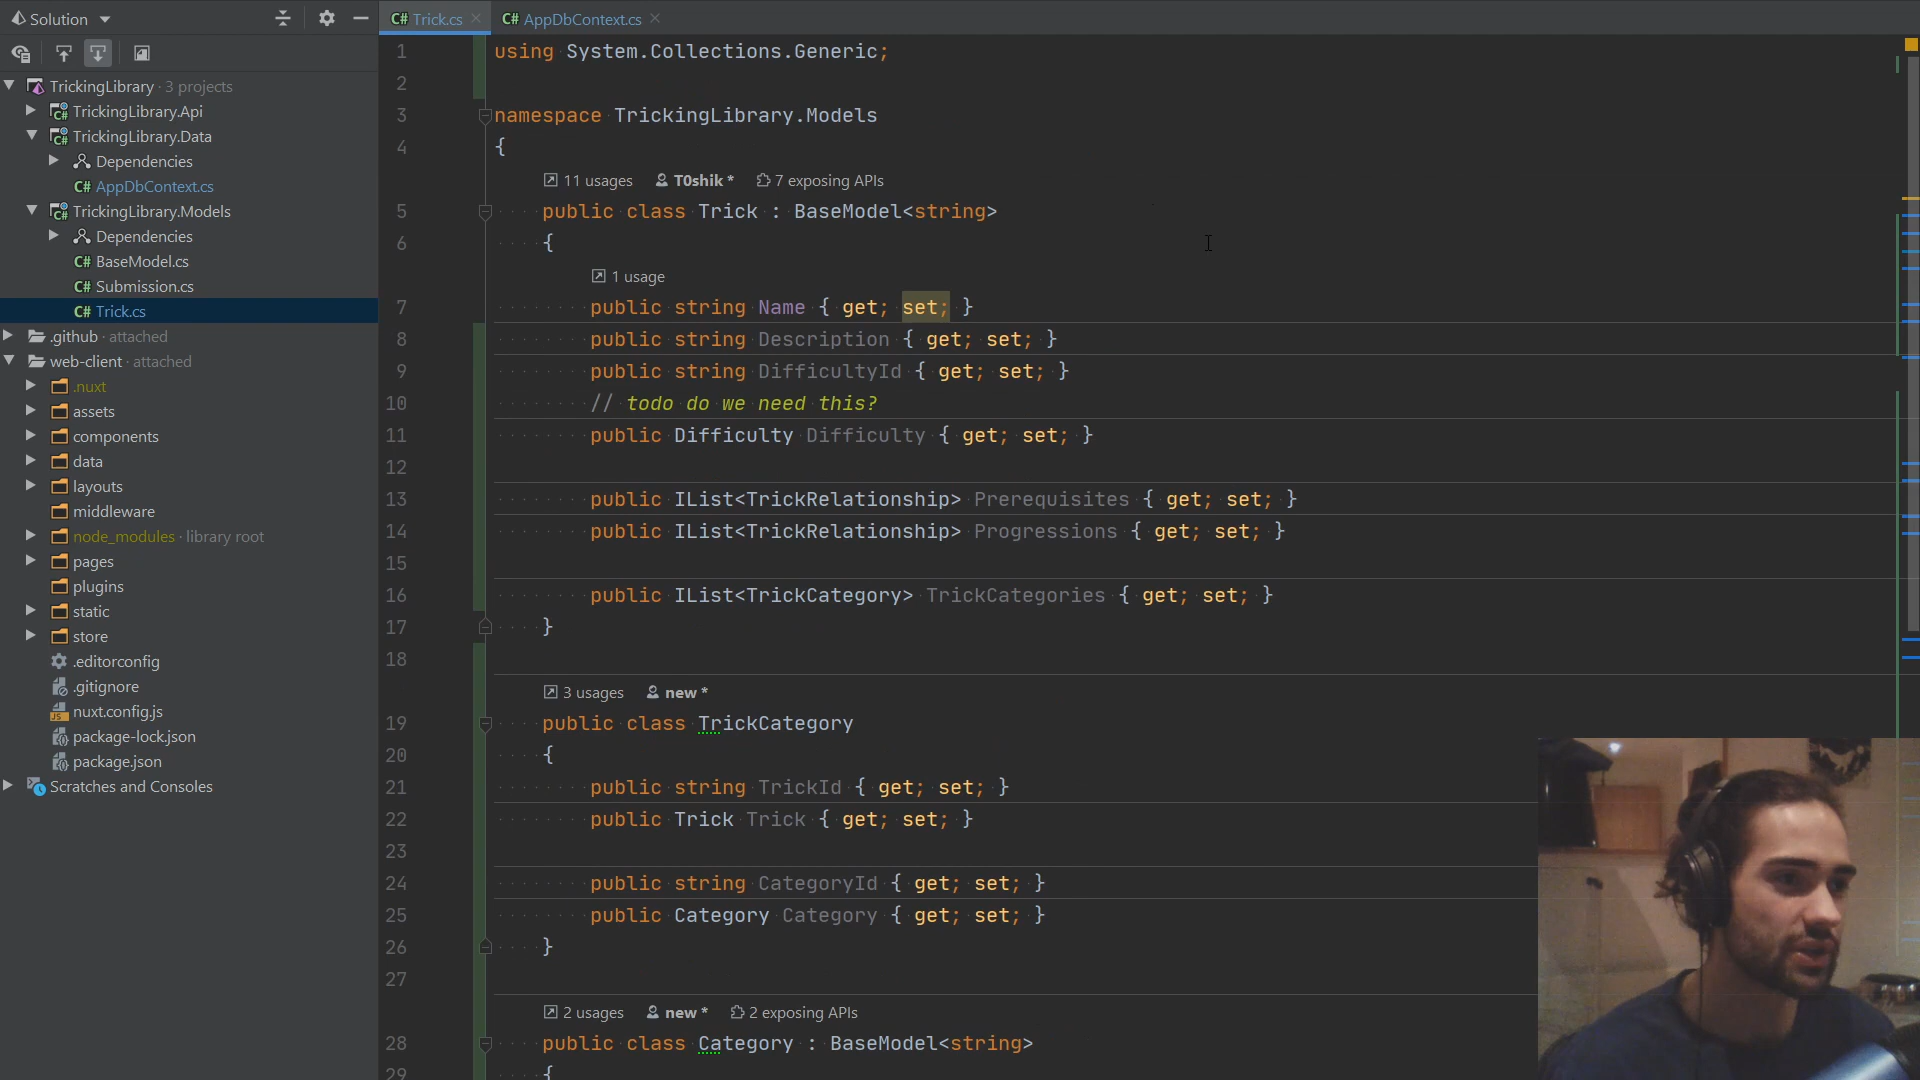 Solution
Trick.cs
AppDbContext.cs
TrickingLibrary · 3 projects
TrickingLibrary.Api
TrickingLibrary.Data
Dependencies
C# AppDbContext.cs
TrickingLibrary.Models
Dependencies
C# BaseModel.cs
C# Submission.cs
C# Trick.cs
.github · attached
web-client · attached
.nuxt
assets
components
data
layouts
middleware
node_modules · library root
pages
plugins
static
store
.editorconfig
.gitignore
nuxt.config.js
package-lock.json
package.json
Scratches and Consoles
1 using System.Collections.Generic;
2
3 namespace TrickingLibrary.Models
4 {
11 usages T0shik * 7 exposing APIs
5 public class Trick : BaseModel<string>
6 {
1 usage
7 public string Name { get; set; }
8 public string Description { get; set; }
9 public string DifficultyId { get; set; }
10 // todo do we need this?
11 public Difficulty Difficulty { get; set; }
12
13 public IList<TrickRelationship> Prerequisites { get; set; }
14 public IList<TrickRelationship> Progressions { get; set; }
15
16 public IList<TrickCategory> TrickCategories { get; set; }
17 }
18
3 usages new *
19 public class TrickCategory
20 {
21 public string TrickId { get; set; }
22 public Trick Trick { get; set; }
23
24 public string CategoryId { get; set; }
25 public Category Category { get; set; }
26 }
27
2 usages new * 2 exposing APIs
28 public class Category : BaseModel<string>
29 {